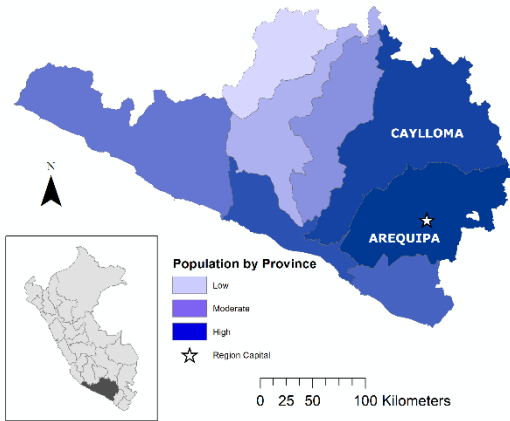 CAYLLOMA
N
AREQUIPA
Population by Province
Low
Moderate
High
Region Capital
0 25 50 100 Kilometers